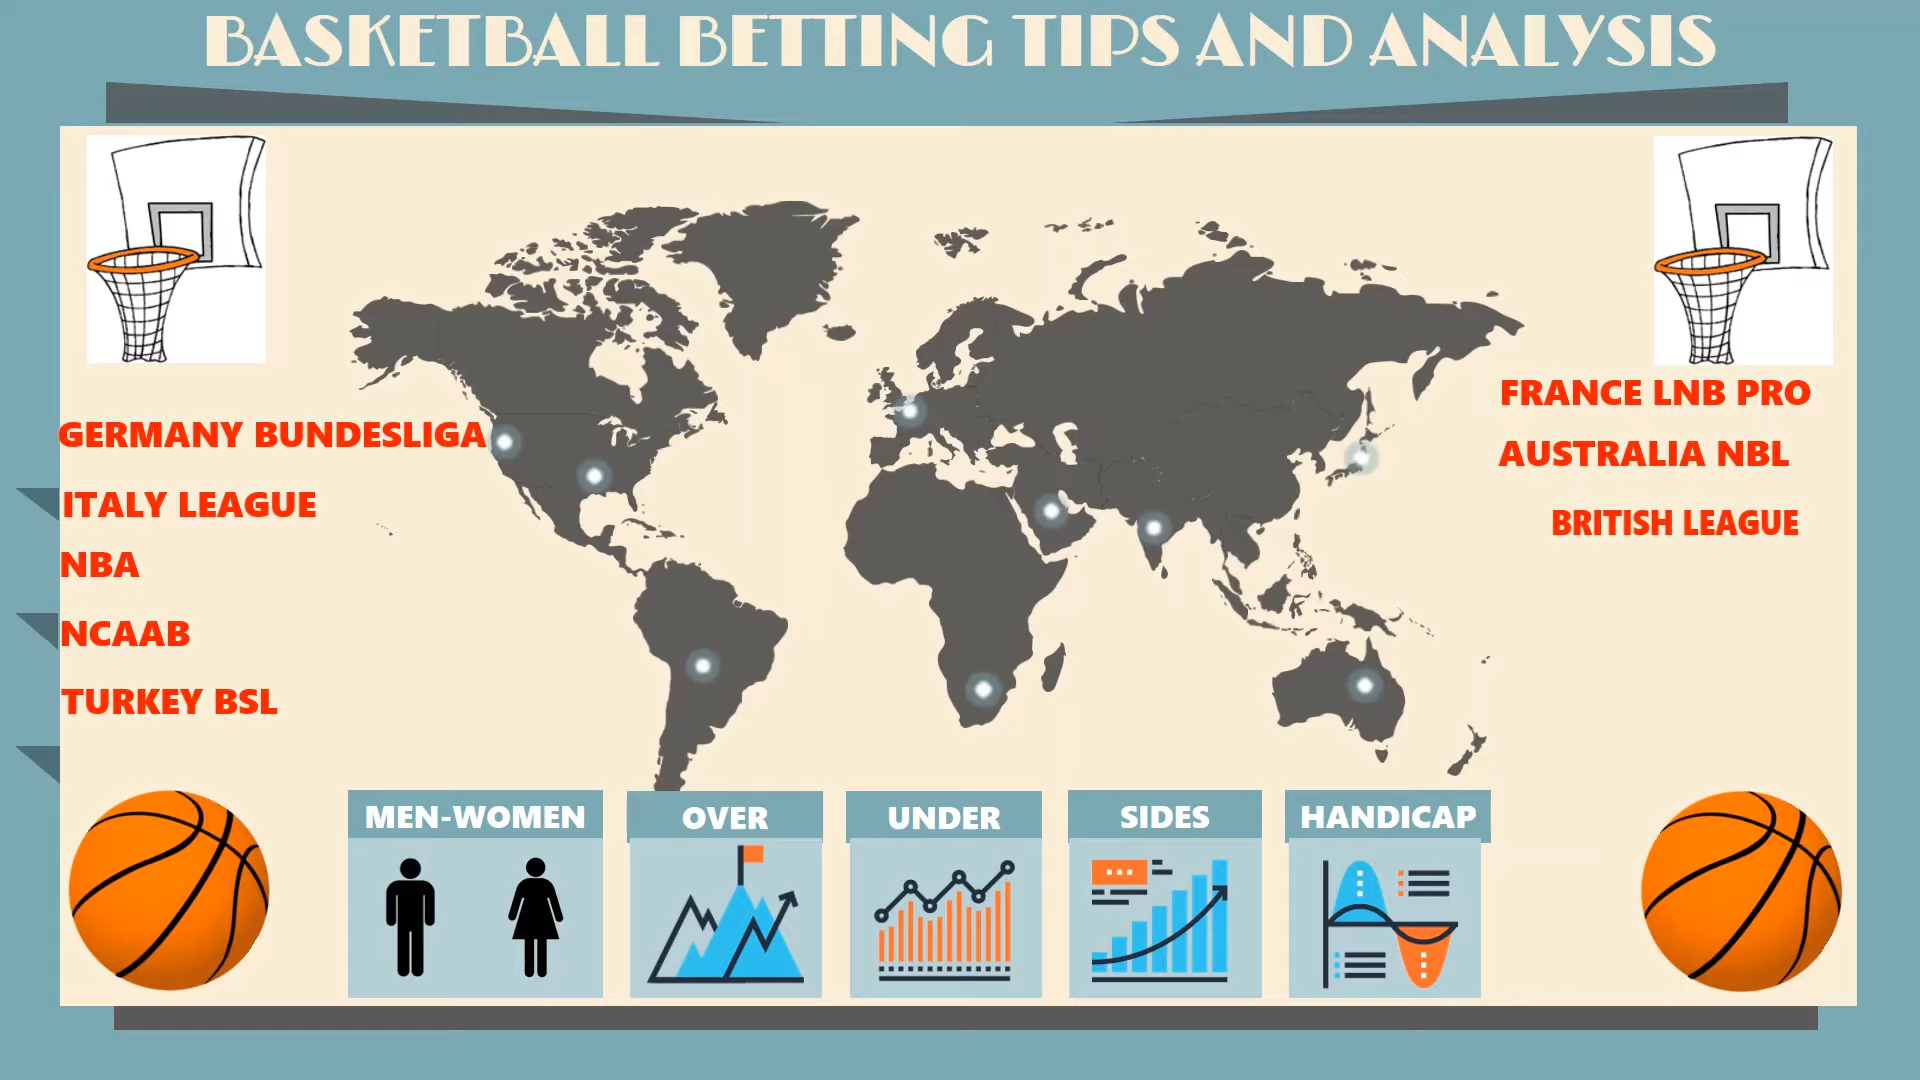 BASKETBALL BETTING TIPS AND ANALYSIS
GERMANY BUNDESLIGA
ITALY LEAGUE
NBA
NCAAB
TURKEY BSL
FRANCE LNB PRO
AUSTRALIA NBL
BRITISH LEAGUE
MEN-WOMEN
OVER
UNDER
SIDES
HANDICAP